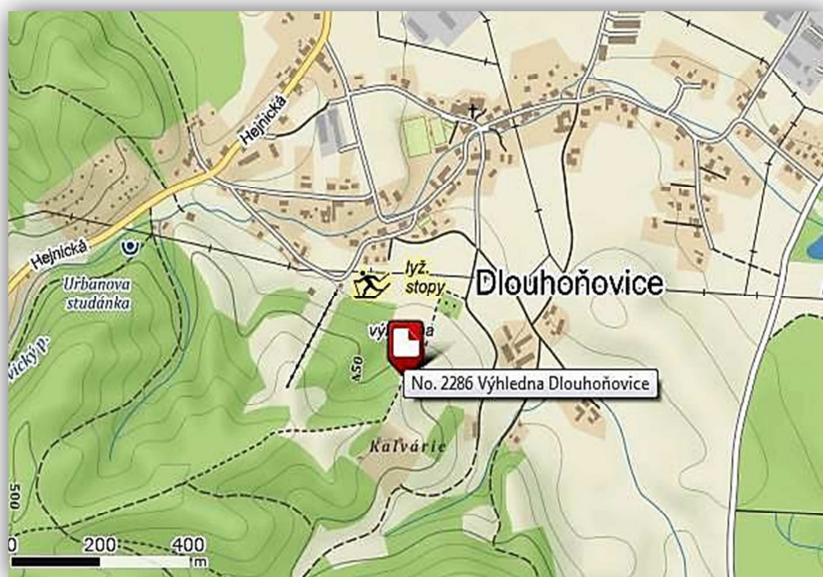 Hejnická
Hejnická
Urbanova
studánka
lyž.
stopy
Dlouhoňovice
No. 2286 Výhledna Dlouhoňovice
450
Kalvárie
500
0 200 400
m